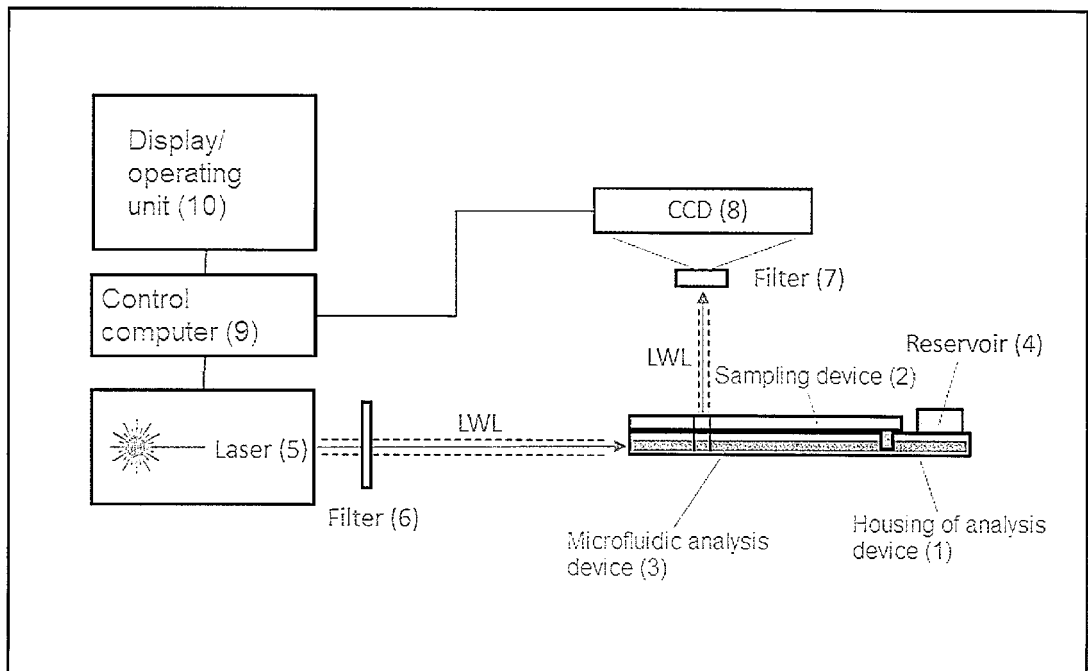 Display/
operating
unit (10)
CCD (8)
Filter (7)
Control
computer (9)
Reservoir (4)
LWL
Sampling device (2)
LWL
Laser (5)
Filter (6)
Microfluidic analysis
device (3)
Housing of analysis
device (1)